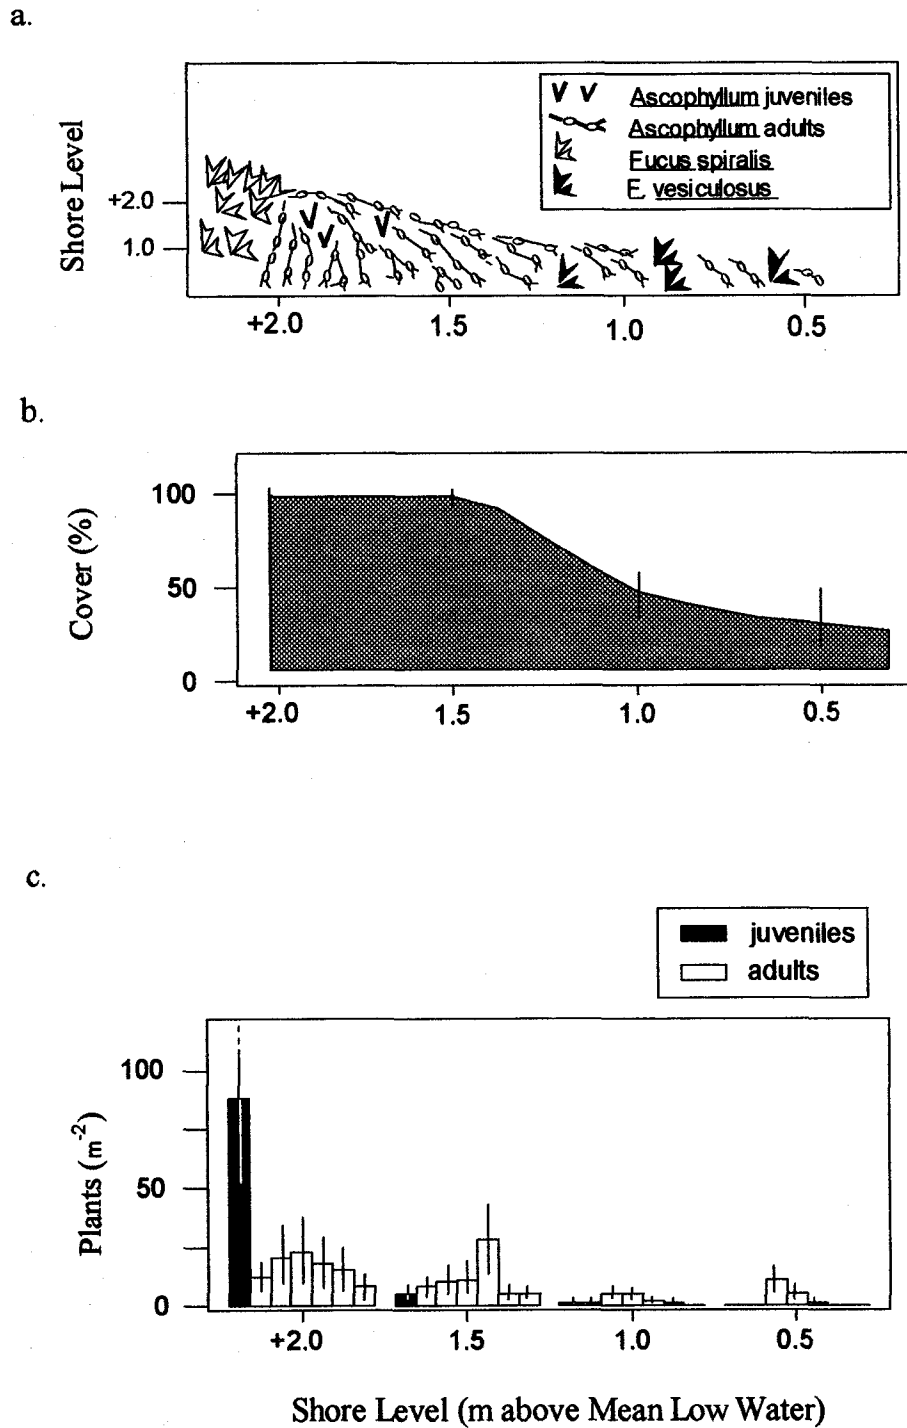 a.
Ascophyllum juveniles
Ascophyllum adults
Fucus spiralis
F. vesiculosus
Shore Level
+2.0
1.0
+2.0 1.5 1.0 0.5
b.
Cover (%)
100
50
0
+2.0 1.5 1.0 0.5
c.
juveniles
adults
Plants (m-2)
100
50
0
+2.0 1.5 1.0 0.5
Shore Level (m above Mean Low Water)